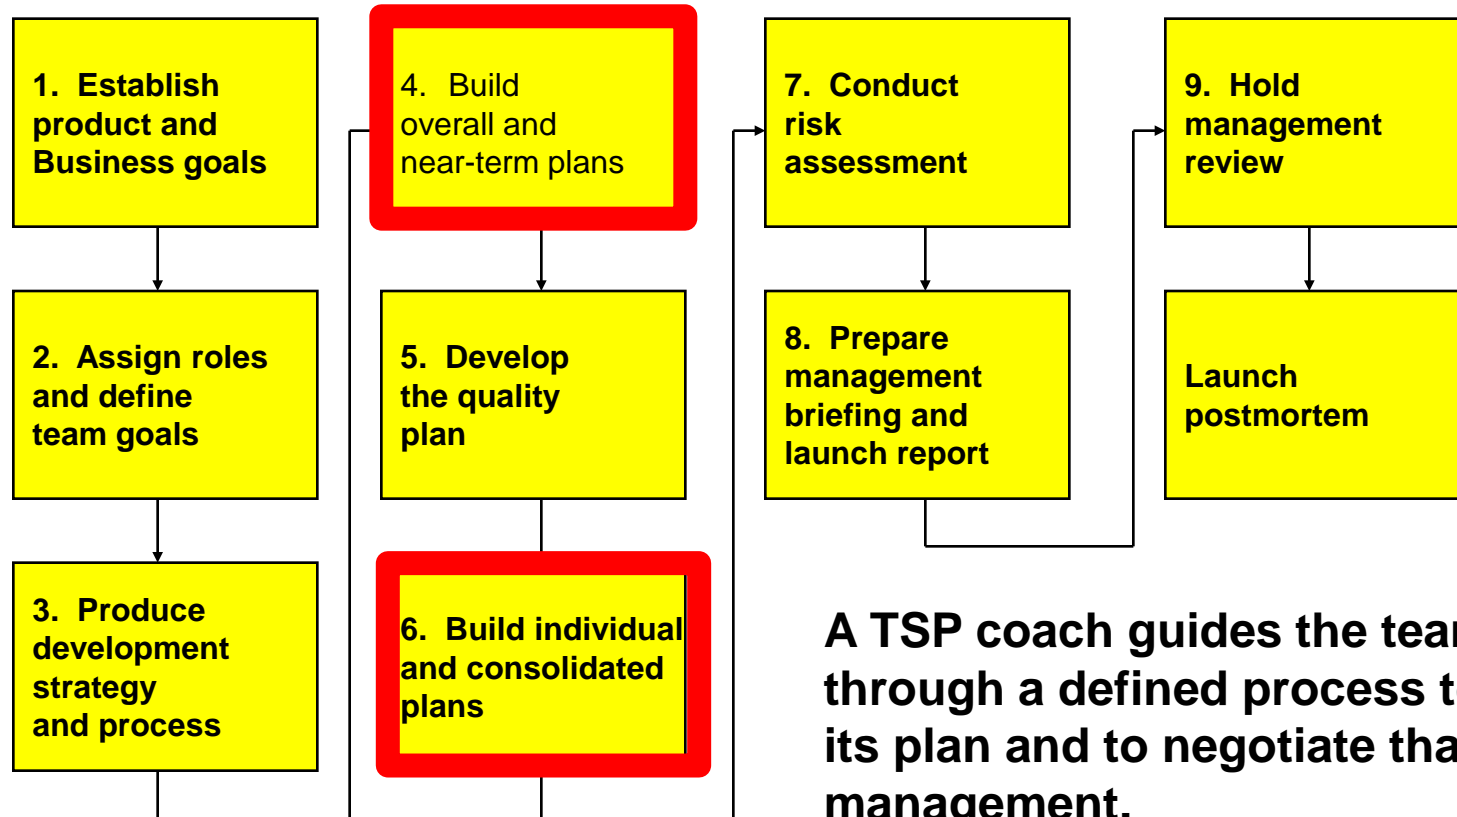 1. Establish
product and
Business goals
2. Assign roles
and define
team goals
3. Produce
development
strategy
and process
4. Build
overall and
near-term plans
5. Develop
the quality
plan
6. Build individual
and consolidated
plans
7. Conduct
risk
assessment
8. Prepare
management
briefing and
launch report
9. Hold
management
review
Launch
postmortem
A TSP coach guides the
through a defined process
its plan and to negotiate
management.